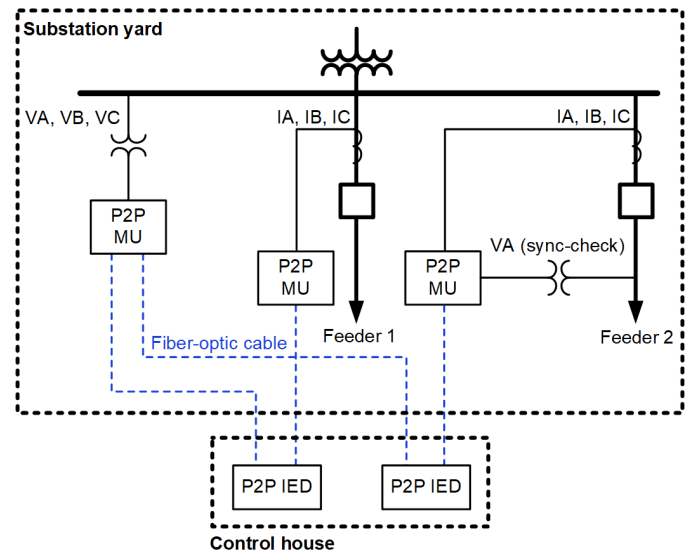 Substation yard
VA, VB, VC
IA, IB, IC
IA, IB, IC
P2P
MU
P2P
MU
P2P
MU
VA (sync-check)
Feeder 1
Feeder 2
Fiber-optic cable
P2P IED
P2P IED
Control house